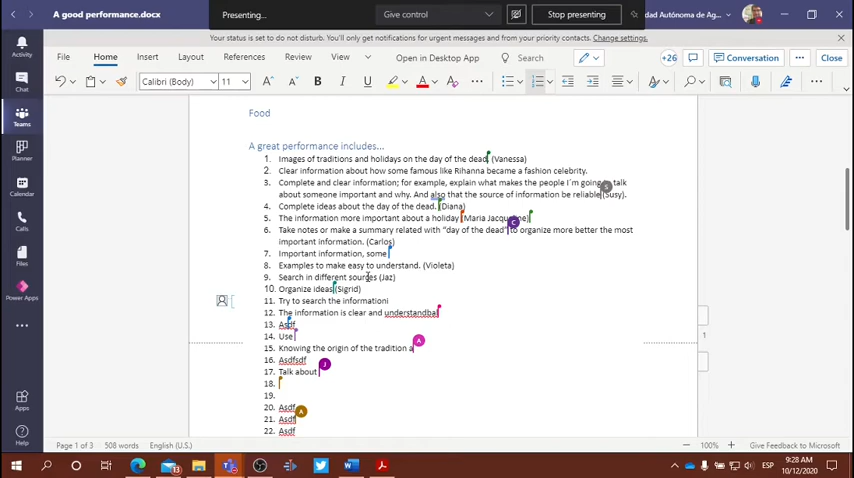 A good performance.docx
Presenting...
Give control
Stop presenting
dad Autónoma de Ag...
Your status is set to do not disturb. You'll only get notifications for urgent messages and from your priority contacts. Change settings.
File Home Insert Layout References Review View Open in Desktop App Search +26 Conversation Close
Calibri (Body) 11 B I U A
Activity
Chat
Teams
Planner
Calendar
Calls
Files
Power Apps
Apps
Help
Food
A great performance includes...
1. Images of traditions and holidays on the day of the dead. (Vanessa)
2. Clear information about how some famous like Rihanna became a fashion celebrity.
3. Complete and clear information; for example, explain what makes the people I´m going to talk
about someone important and why. And also that the source of information be reliable (Susy).
4. Complete ideas about the day of the dead. (Diana)
5. The information more important about a holiday (Maria Jacqueline)
6. Take notes or make a summary related with "day of the dead" to organize more better the most
important information. (Carlos)
7. Important information, some
8. Examples to make easy to understand. (Violeta)
9. Search in different sources (Jaz)
10. Organize ideas (Sigrid)
11. Try to search the informationi
12. The information is clear and understandbal
13. Asdf
14. Use
15. Knowing the origin of the tradition a
16. Asdfsdf
17. Talk about
18.
19.
20. Asdf
21. Asdf
22. Asdf
S
C
A
J
A
1
Page 1 of 3 508 words English (U.S.) 100% Give Feedback to Microsoft
13
ESP
9:28 AM
10/12/2020